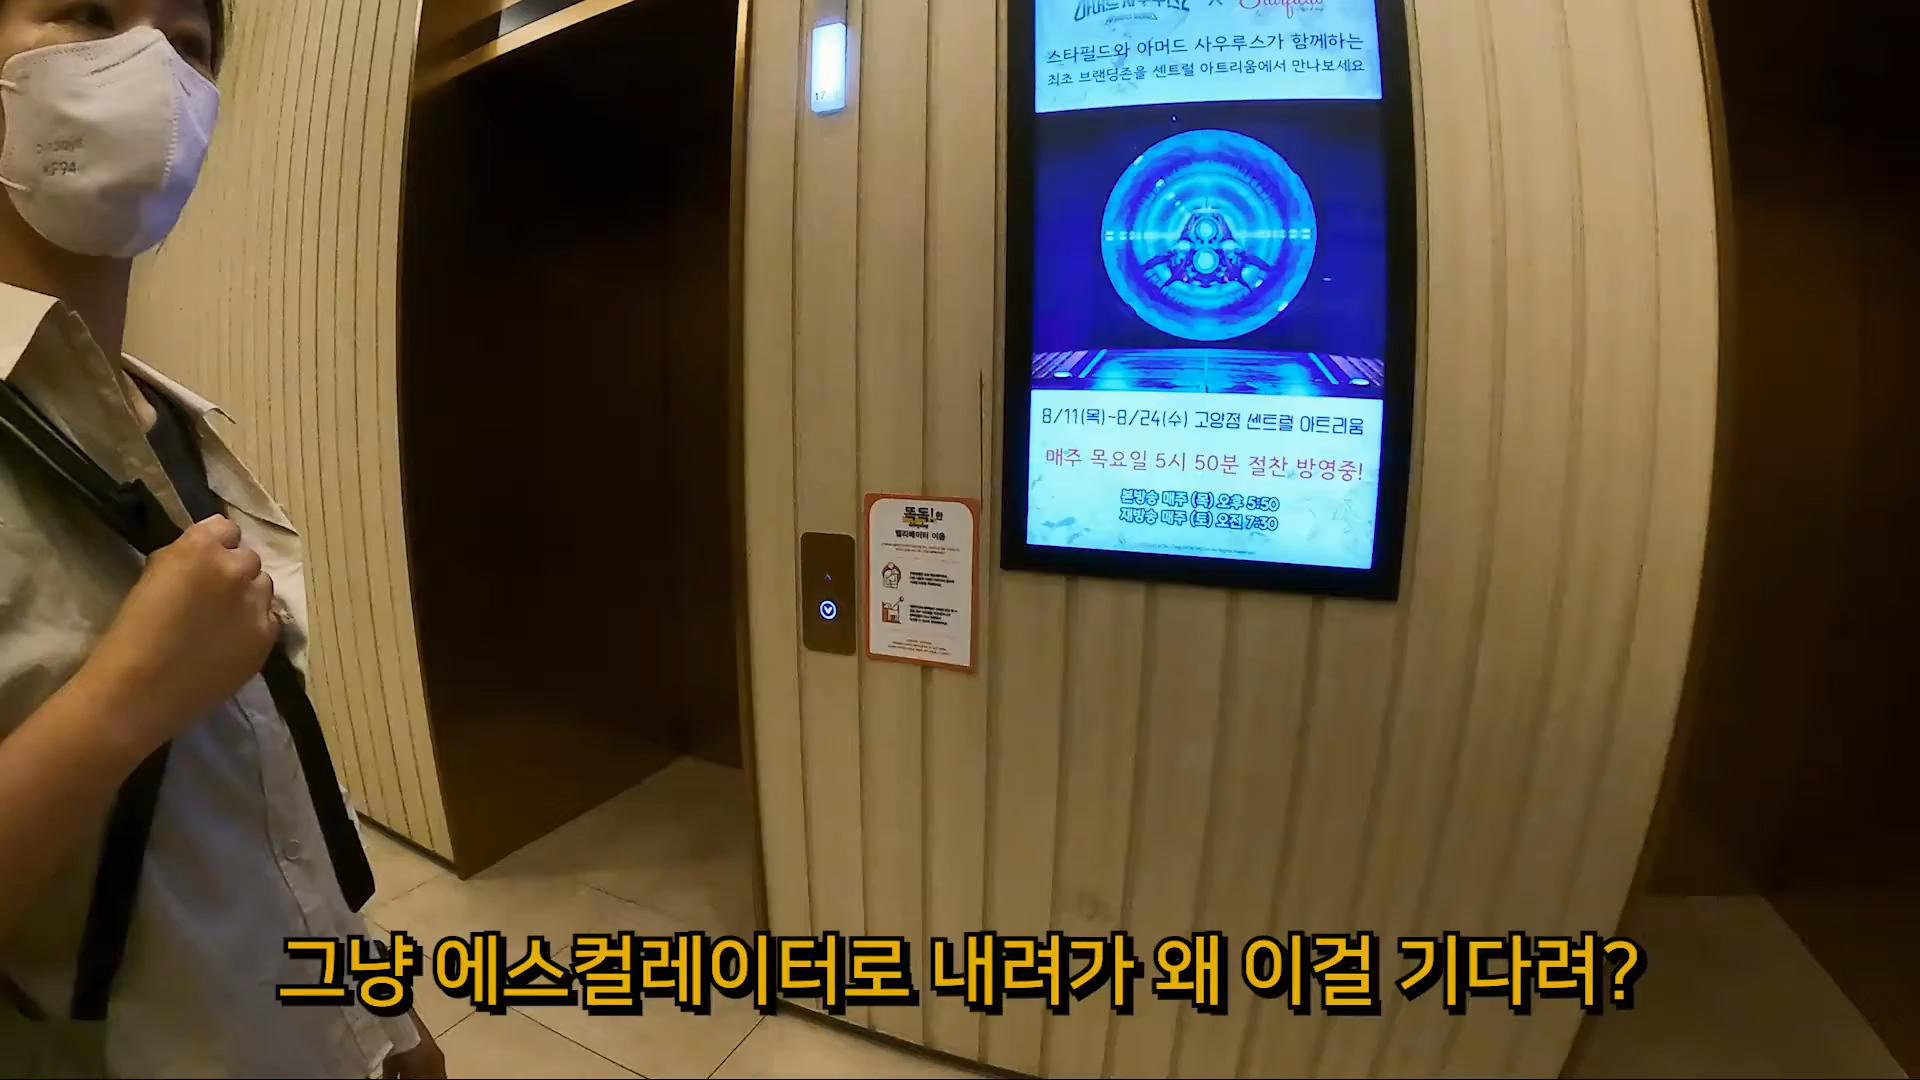 KF94
17
스타필드와 아머드 사우루스가 함께하는
최초 브랜딩존을 센트럴 아트리움에서 만나보세요
8/11(목)~8/24(수) 고양점 센트럴 아트리움
매주 목요일 5시 50분 절찬 방영중!
본방송 매주 (목) 오후 5:50
재방송 매주 (토) 오전 7:30
똑똑!한
엘리베이터 이용
그냥 에스컬레이터로 내려가 왜 이걸 기다려?